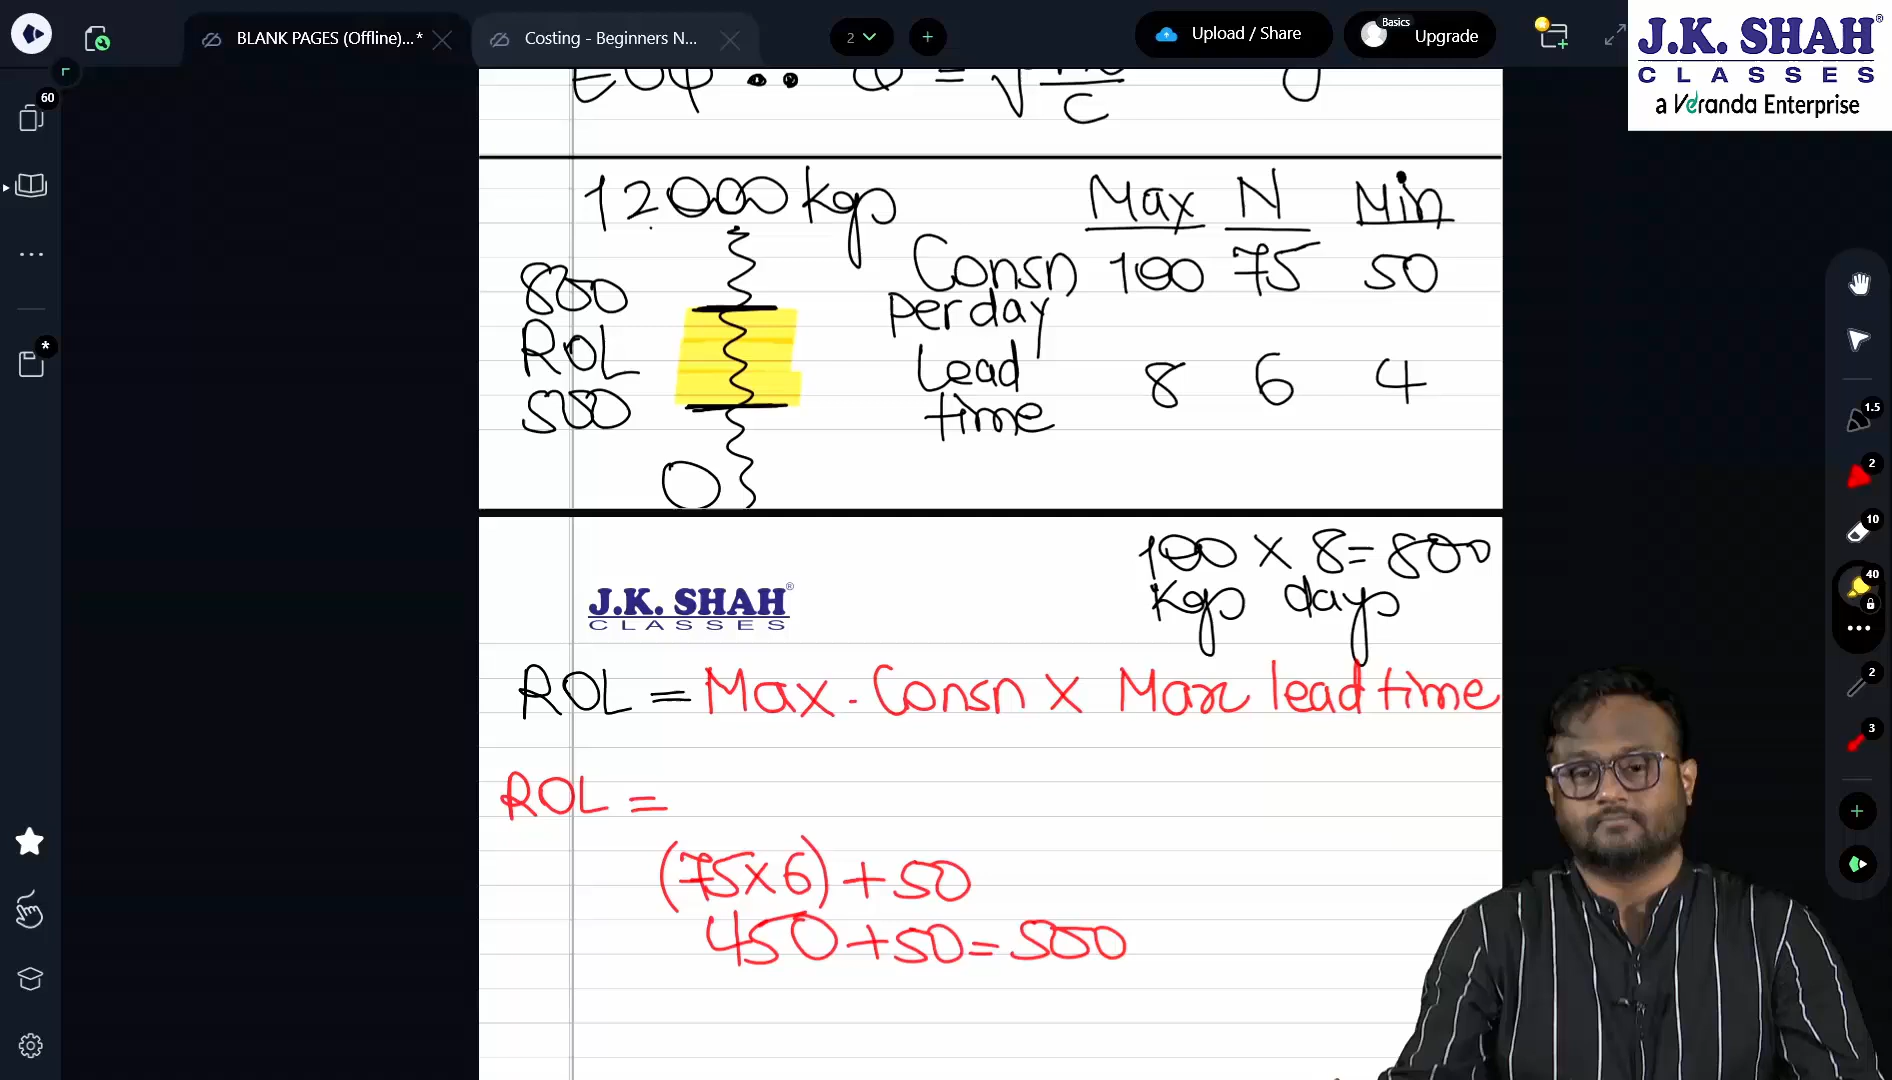 BLANK PAGES (Offline)...*
Costing - Beginners N...
2
+
Upload / Share
Basics
Upgrade
J.K. SHAH®
CLASSES
a Veranda Enterprise
60
C
12000 kgs
Max N Min
Consn 100 75 50
per day
Lead 8 6 4
time
800
ROL
500
0
100 x 8 = 800
kgs days
J.K. SHAH®
CLASSES
ROL = Max. Consn x Max lead time
ROL =
(75x6) + 50
450 + 50 = 500
1.5
2
10
40
2
3